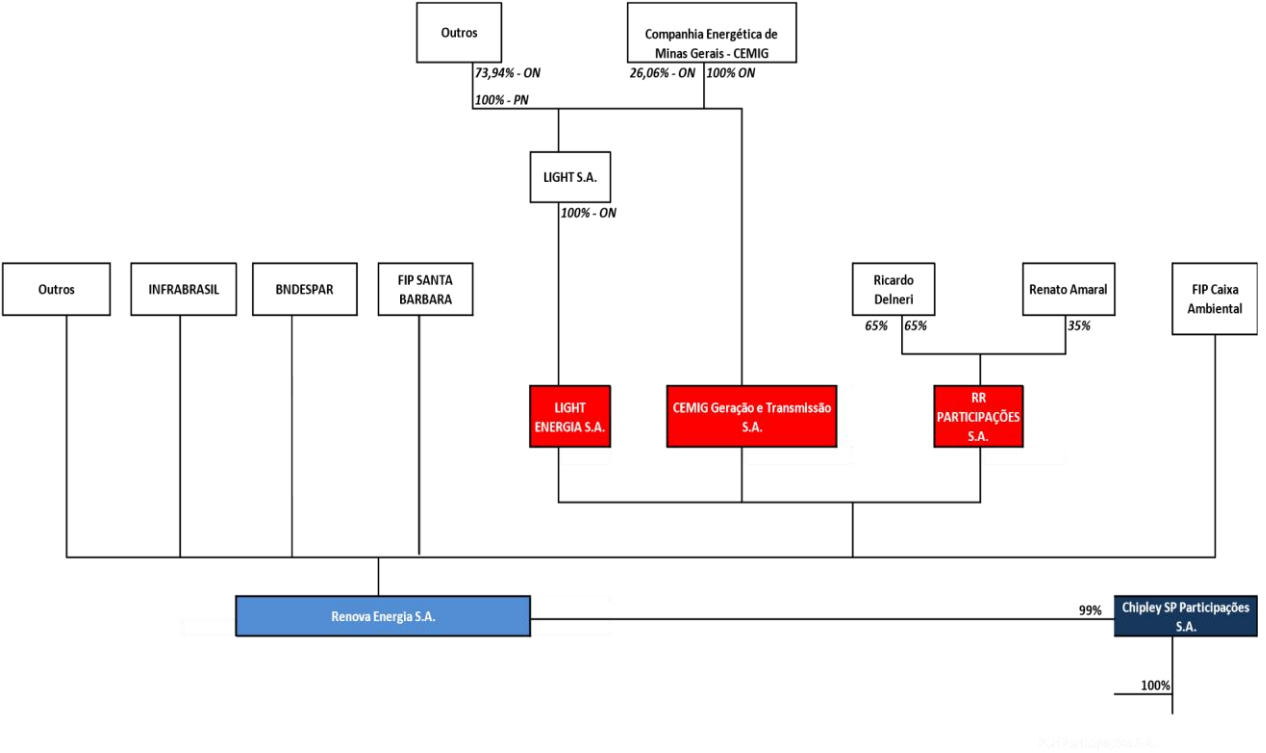 Outros
Companhia Energética de
Minas Gerais - CEMIG
73,94% - ON
26,06% - ON
100% ON
100% - PN
LIGHT S.A.
100% - ON
Outros
INFRABRASIL
BNDESPAR
FIP SANTA
BARBARA
Ricardo
Delneri
Renato Amaral
FIP Caixa
Ambiental
65%
65%
35%
LIGHT
ENERGIA S.A.
CEMIG Geração e Transmissão
S.A.
RR
PARTICIPAÇÕES
S.A.
Renova Energia S.A.
99%
Chipley SP Participações
S.A.
100%